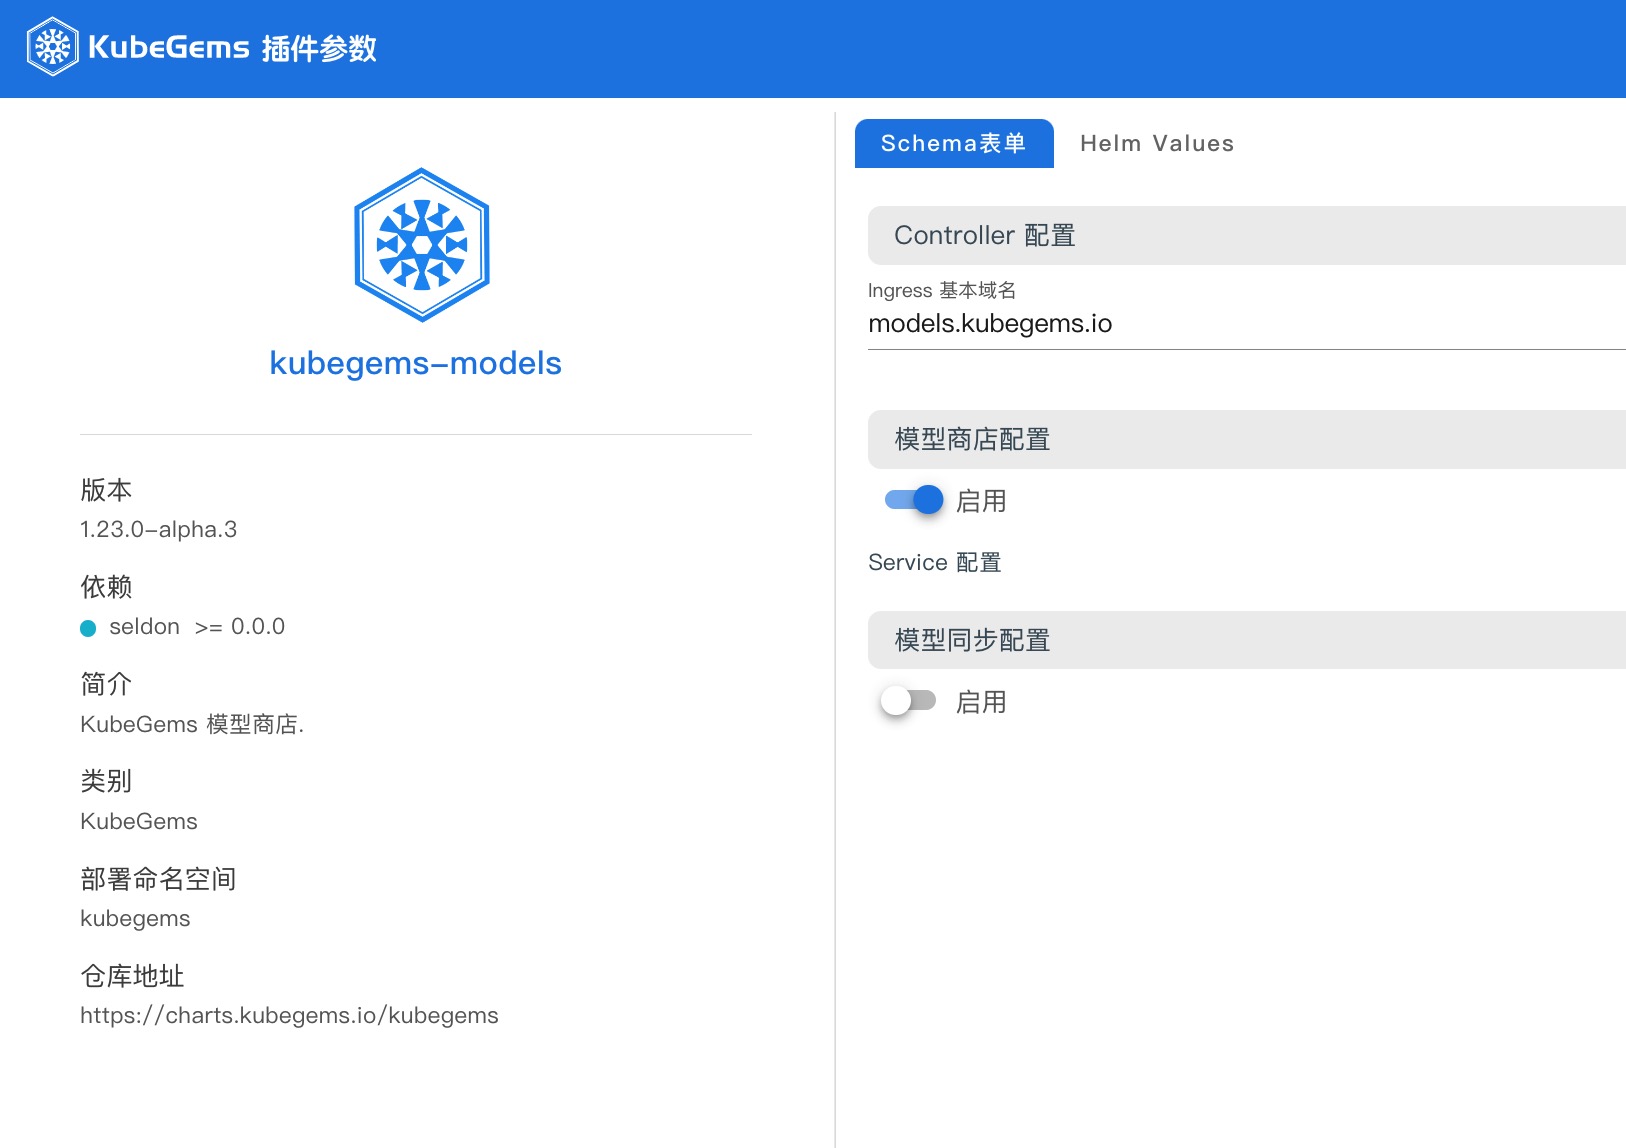 KubeGems 插件参数
kubegems-models
版本
1.23.0-alpha.3
依赖
seldon >= 0.0.0
简介
KubeGems 模型商店.
类别
KubeGems
部署命名空间
kubegems
仓库地址
https://charts.kubegems.io/kubegems
Schema表单
Helm Values
Controller 配置
Ingress 基本域名
models.kubegems.io
模型商店配置
启用
Service 配置
模型同步配置
启用